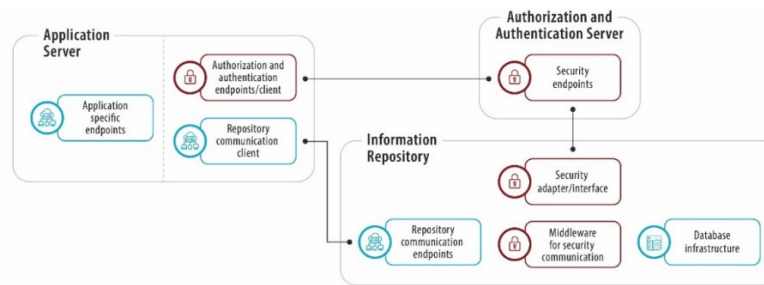 Application
Server
Authorization and
authentication
endpoints/client
Application
specific
endpoints
Repository
communication
client
Authorization and
Authentication Server
Security
endpoints
Information
Repository
Security
adapter/interface
Repository
communication
endpoints
Middleware
for security
communication
Database
infrastructure